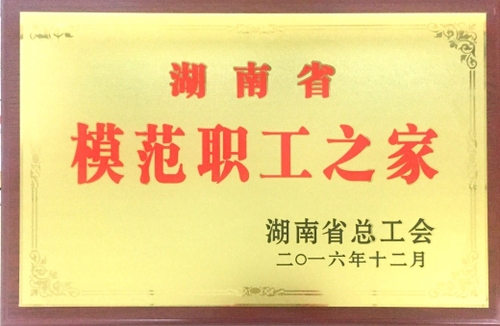 湖南省
模范职工之家
湖南省总工会
二○一六年十二月